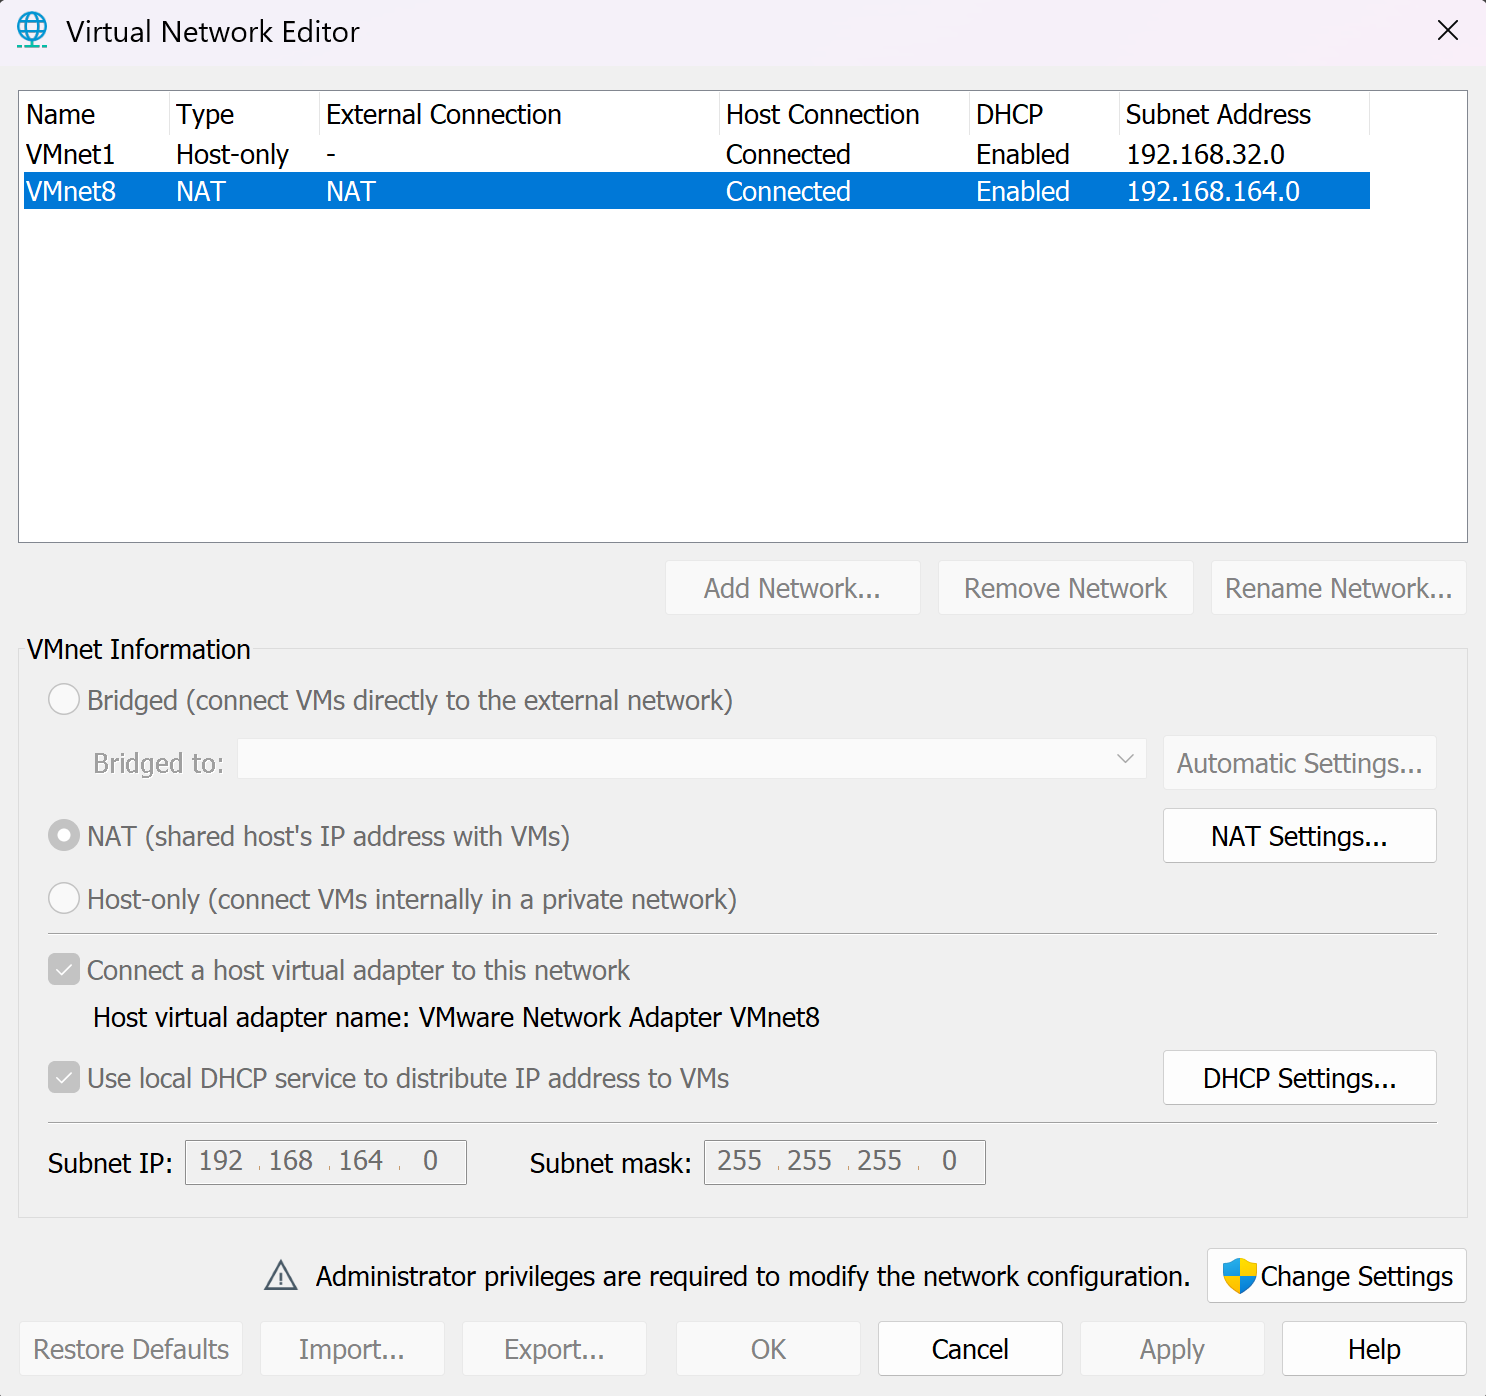 Virtual Network Editor
Name Type External Connection Host Connection DHCP Subnet Address
VMnet1 Host-only - Connected Enabled 192.168.32.0
VMnet8 NAT NAT Connected Enabled 192.168.164.0
Add Network... Remove Network Rename Network...
VMnet Information
Bridged (connect VMs directly to the external network)
Bridged to: Automatic Settings...
NAT (shared host's IP address with VMs) NAT Settings...
Host-only (connect VMs internally in a private network)
Connect a host virtual adapter to this network
Host virtual adapter name: VMware Network Adapter VMnet8
Use local DHCP service to distribute IP address to VMs DHCP Settings...
Subnet IP: 192 . 168 . 164 . 0 Subnet mask: 255 . 255 . 255 . 0
Administrator privileges are required to modify the network configuration. Change Settings
Restore Defaults Import... Export... OK Cancel Apply Help